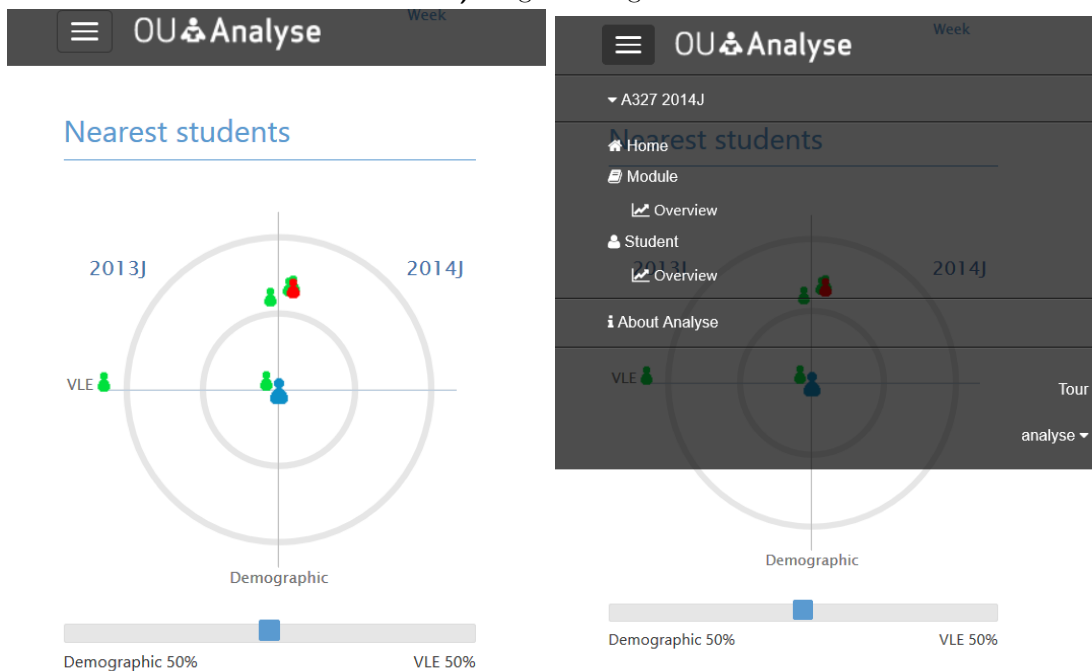 Week
OU Analyse
Nearest students
2013J 2014J
VLE
Demographic
Demographic 50% VLE 50%
Week
OU Analyse
A327 2014J
Nearest students
Home
Module
Overview
Student
2013J 2014J
Overview
About Analyse
VLE
Tour
analyse
Demographic
Demographic 50% VLE 50%